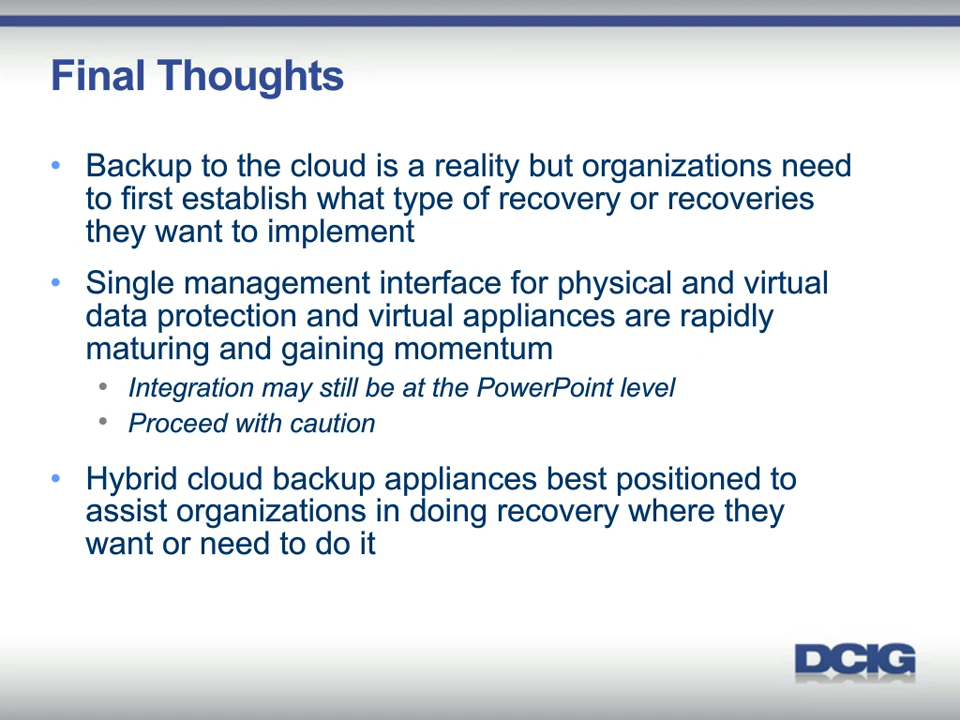 Final Thoughts
• Backup to the cloud is a reality but organizations need
to first establish what type of recovery or recoveries
they want to implement
• Single management interface for physical and virtual
data protection and virtual appliances are rapidly
maturing and gaining momentum
• Integration may still be at the PowerPoint level
• Proceed with caution
• Hybrid cloud backup appliances best positioned to
assist organizations in doing recovery where they
want or need to do it
DCIG